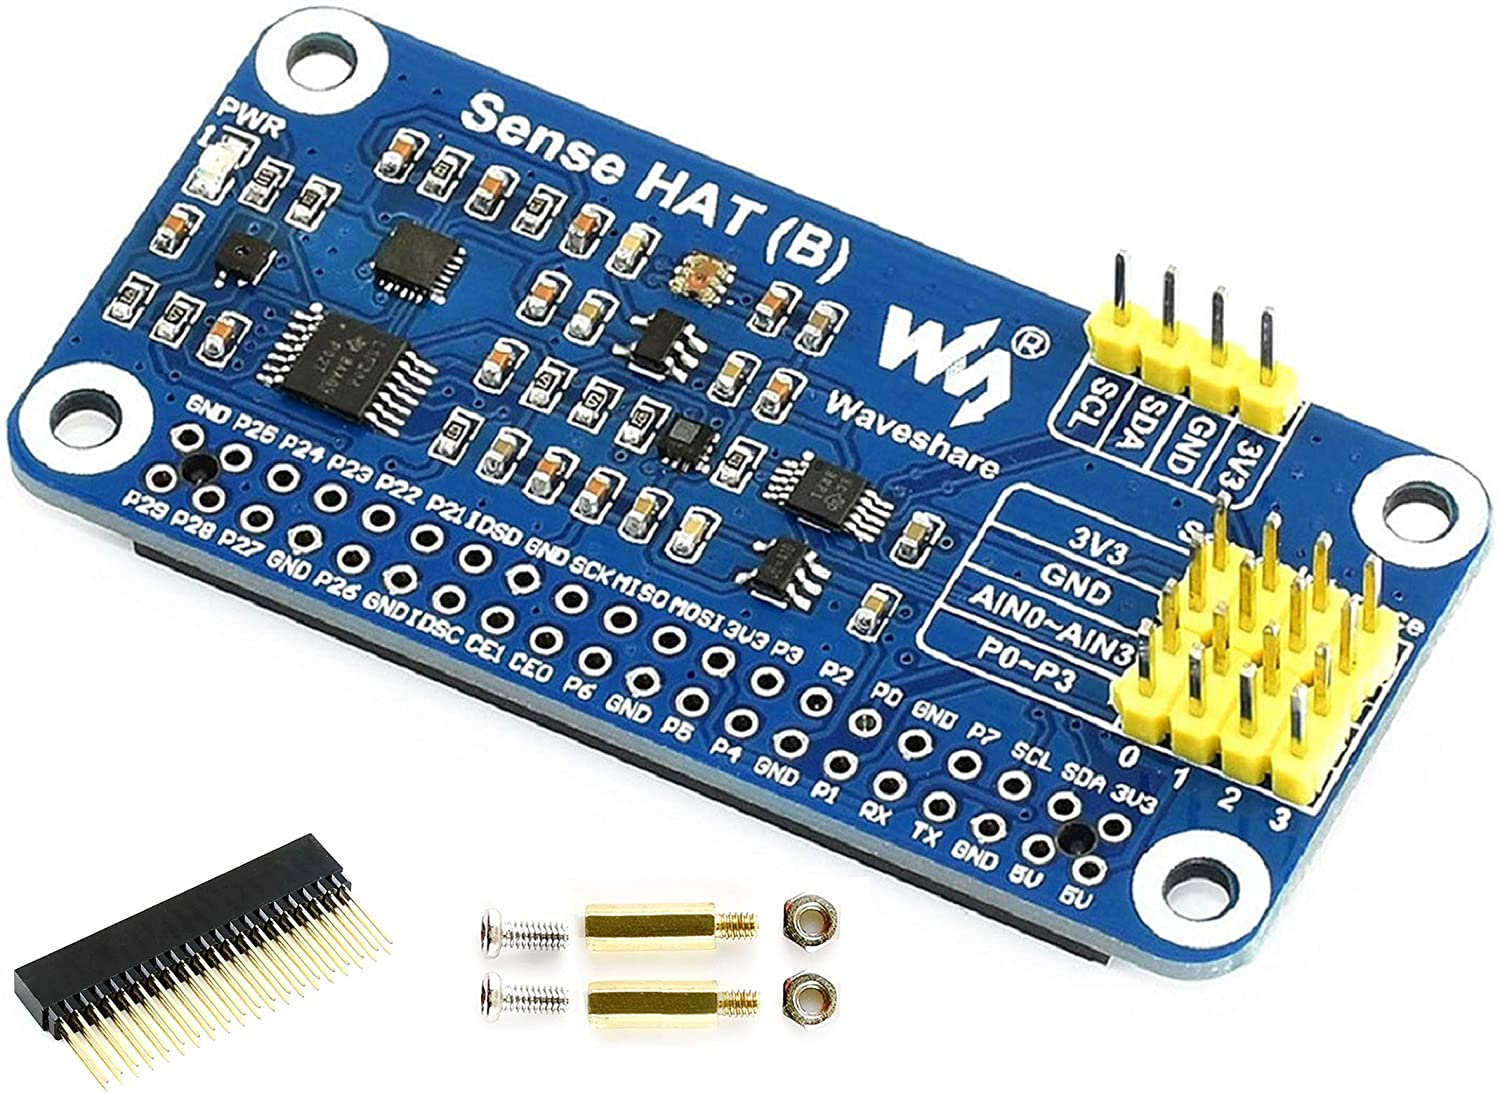 PWR
1
Sense HAT (B)
®
Waveshare
SCL
SDA
GND
3V3
3V3
GND
AIN0~AIN3
P0~P3
0
1
2
3
GND P25 P24 P23 P22 P21 IDSD GND SCK MISO MOSI 3V3 P3 P2 P0 GND P7 SCL SDA 3V3
P29 P28 P27 GND P26 GND IDSC CE1 CE0 P6 GND P5 P4 GND P1 RX TX GND 5V 5V